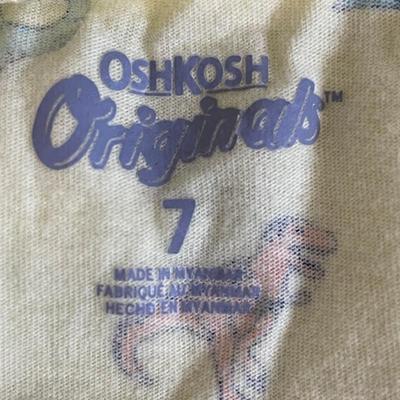 OSHKOSH
Originals™
7
MADE IN MYANMAR
FABRIQUÉ AU MYANMAR
HECHO EN MYANMAR